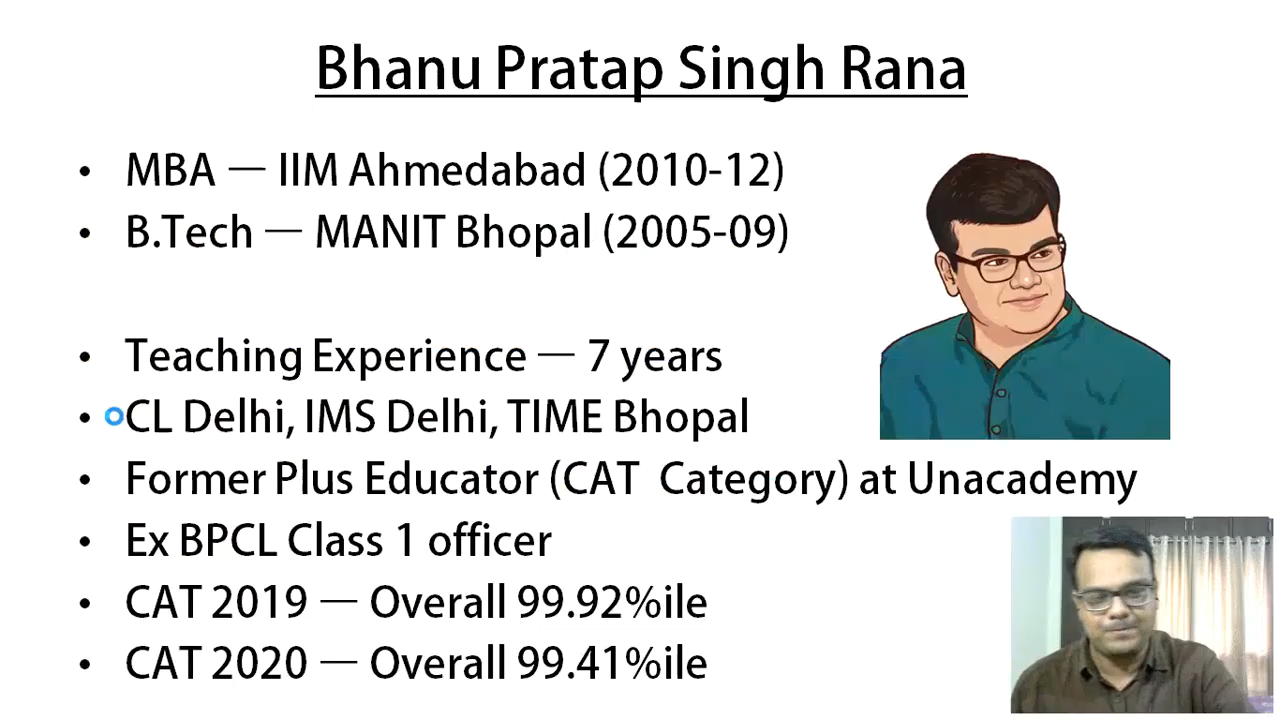 Bhanu Pratap Singh Rana
• MBA — IIM Ahmedabad (2010-12)
• B.Tech — MANIT Bhopal (2005-09)
• Teaching Experience — 7 years
• CL Delhi, IMS Delhi, TIME Bhopal
• Former Plus Educator (CAT Category) at Unacademy
• Ex BPCL Class 1 officer
• CAT 2019 — Overall 99.92%ile
• CAT 2020 — Overall 99.41%ile